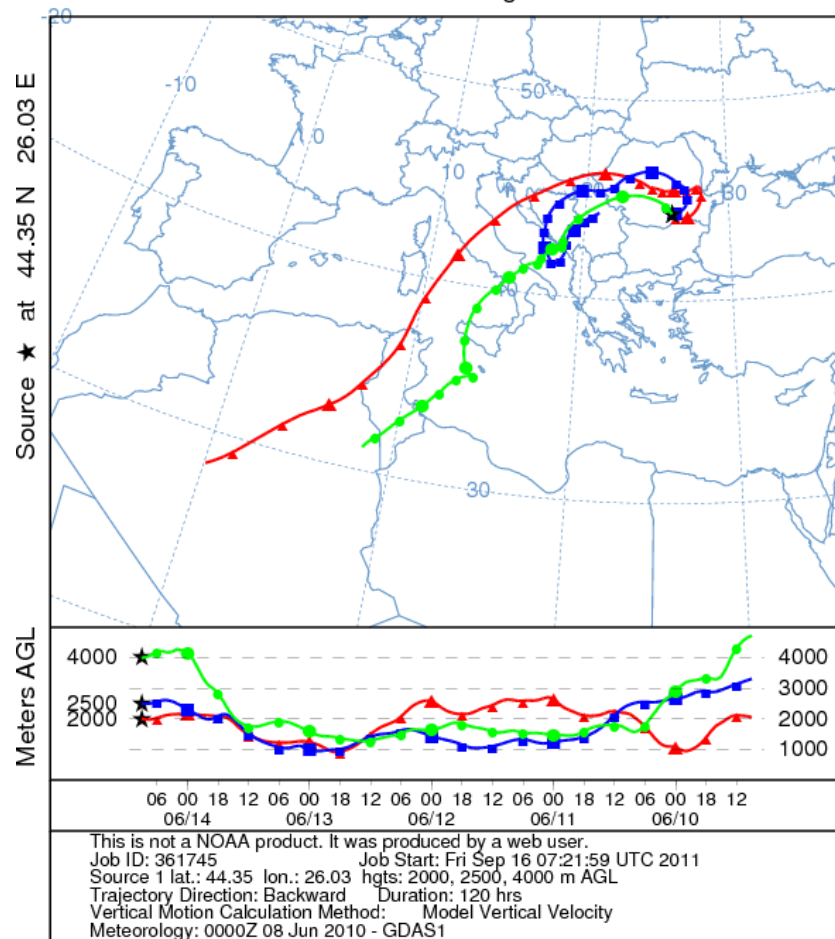 -20
-10
0
10
50
30
30
Source ★ at 44.35 N 26.03 E
Meters AGL
4000 4000
3000
2500
2000 2000
1000
06 00 18 12 06 00 18 12 06 00 18 12 06 00 18 12 06 00 18 12
06/14 06/13 06/12 06/11 06/10
This is not a NOAA product. It was produced by a web user.
Job ID: 361745 Job Start: Fri Sep 16 07:21:59 UTC 2011
Source 1 lat.: 44.35 lon.: 26.03 hgts: 2000, 2500, 4000 m AGL
Trajectory Direction: Backward Duration: 120 hrs
Vertical Motion Calculation Method: Model Vertical Velocity
Meteorology: 0000Z 08 Jun 2010 - GDAS1